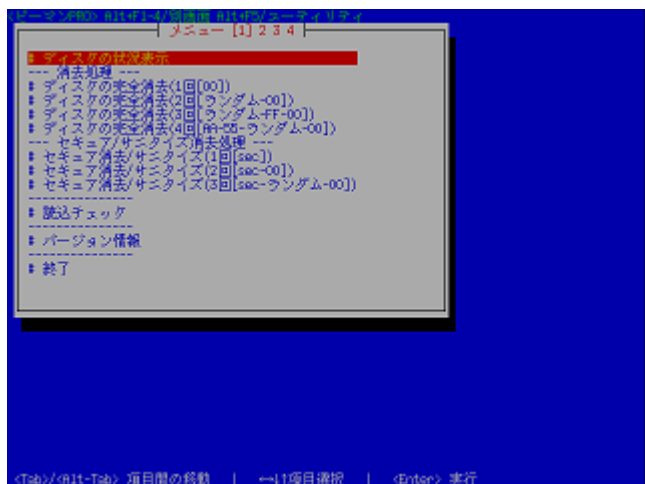 <ピーマンPRO> Alt+F1-4/別画面 Alt+F5/ユーティリティ
メニュー [1] 2 3 4
# ディスクの状況表示
--- 消去処理 ---
# ディスクの完全消去(1回[00])
# ディスクの完全消去(2回[ランダム-00])
# ディスクの完全消去(3回[ランダム-FF-00])
# ディスクの完全消去(4回[AA-55-ランダム-00])
--- セキュア/サニタイズ消去処理 ---
# セキュア消去/サニタイズ(1回[sec])
# セキュア消去/サニタイズ(2回[sec-00])
# セキュア消去/サニタイズ(3回[sec-ランダム-00])
---------------
# 読込チェック
---------------
# バージョン情報
---------------
# 終了
<Tab>/<Alt-Tab> 項目間の移動 | ←→↓↑項目選択 | <Enter> 実行